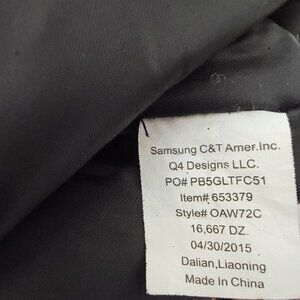 Samsung C&T Amer.Inc.
Q4 Designs LLC.
PO# PB5GLTFC51
Item# 653379
Style# OAW72C
16,667 DZ.
04/30/2015
Dalian,Liaoning
Made In China